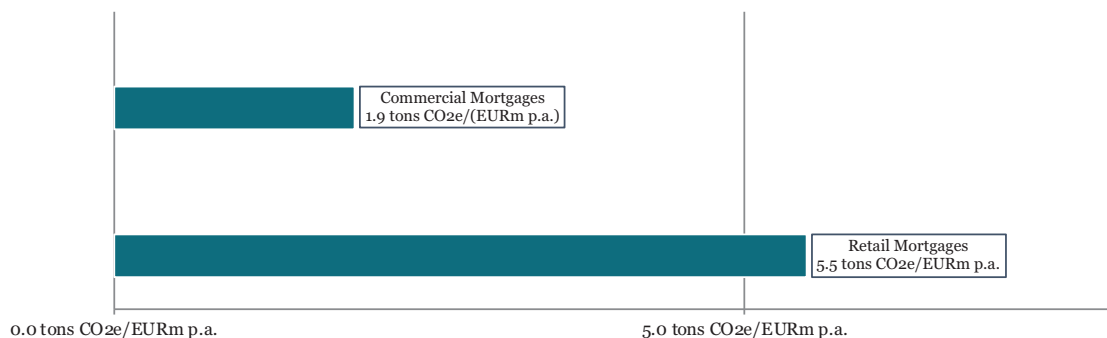 Commercial Mortgages
1.9 tons CO2e/(EURm p.a.)
Retail Mortgages
5.5 tons CO2e/EURm p.a.
0.0 tons CO2e/EURm p.a.
5.0 tons CO2e/EURm p.a.